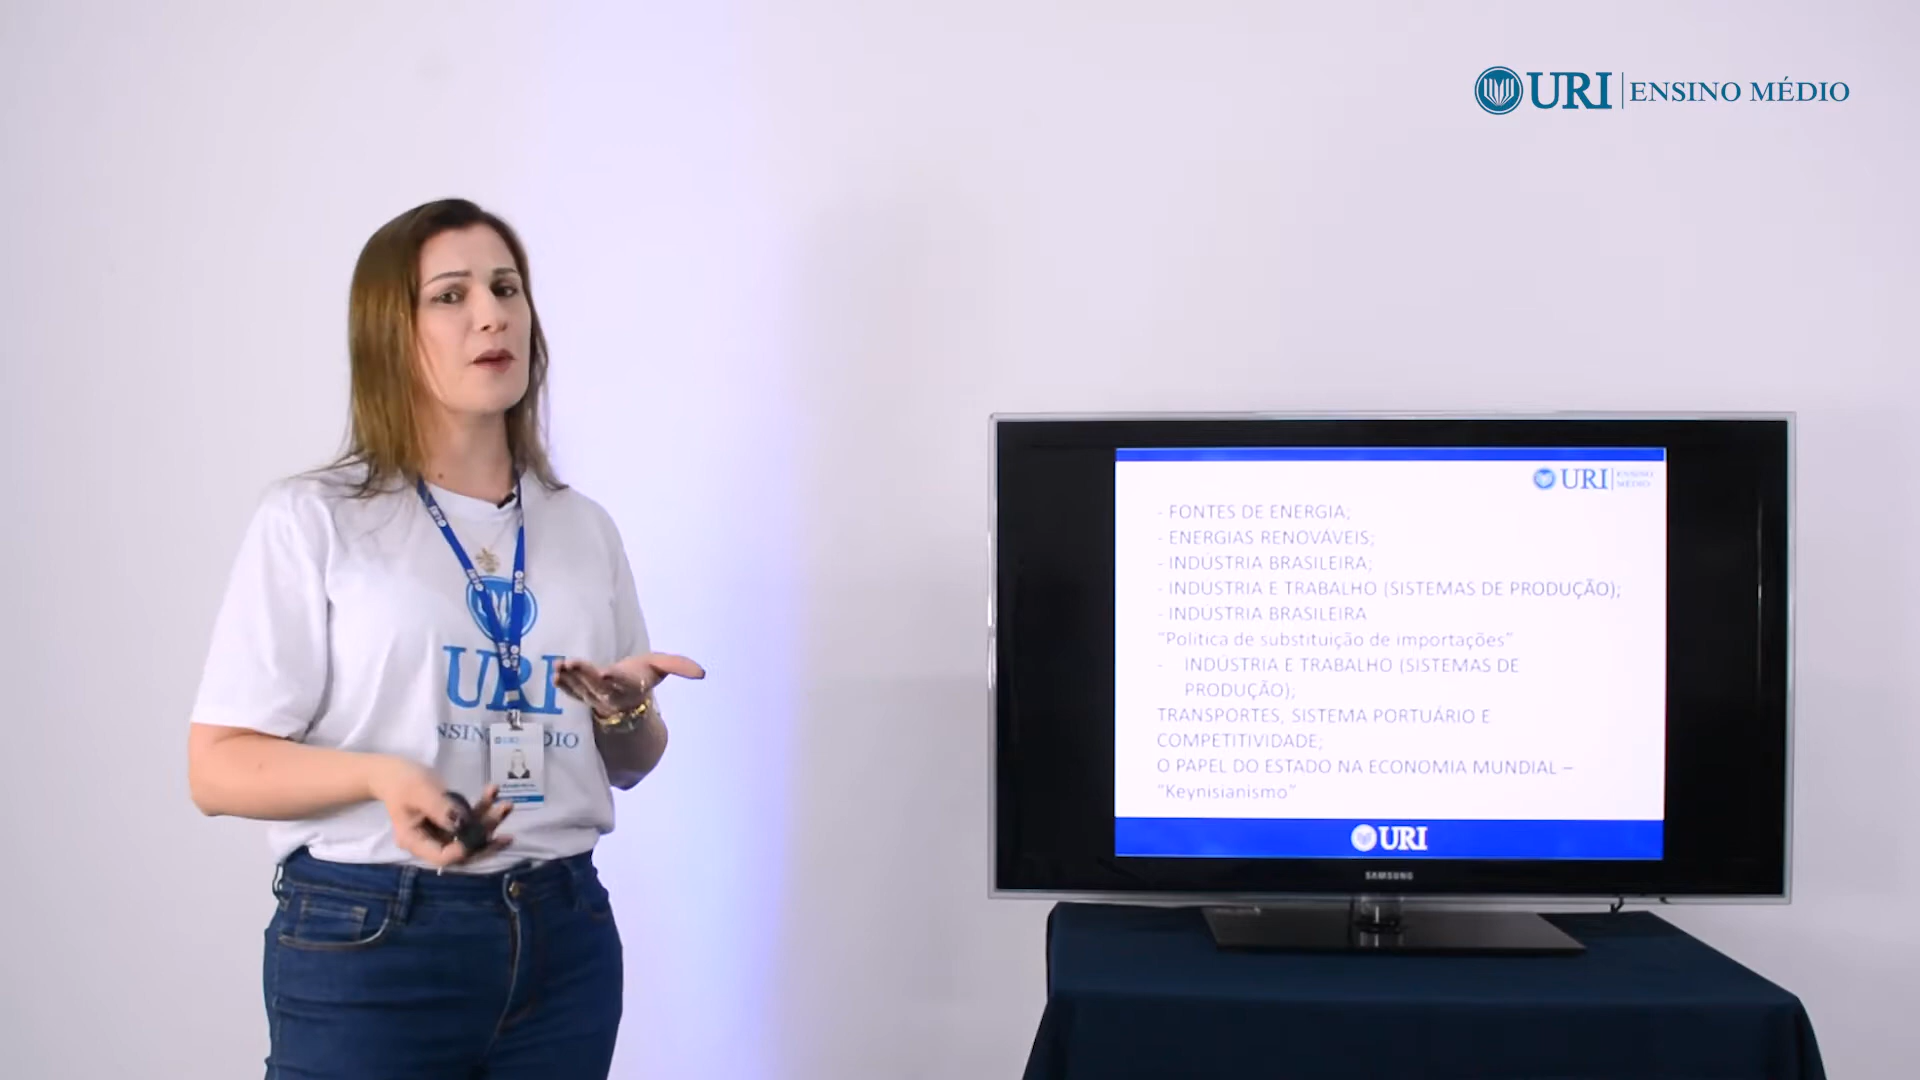 URI ENSINO MÉDIO
URI ENSINO MÉDIO
- FONTES DE ENERGIA;
- ENERGIAS RENOVÁVEIS;
- INDÚSTRIA BRASILEIRA;
- INDÚSTRIA E TRABALHO (SISTEMAS DE PRODUÇÃO);
- INDÚSTRIA BRASILEIRA
"Política de substituição de importações"
- INDÚSTRIA E TRABALHO (SISTEMAS DE
PRODUÇÃO);
TRANSPORTES, SISTEMA PORTUÁRIO E
COMPETITIVIDADE;
O PAPEL DO ESTADO NA ECONOMIA MUNDIAL –
"Keynisianismo"
URI
SAMSUNG
URI
URI